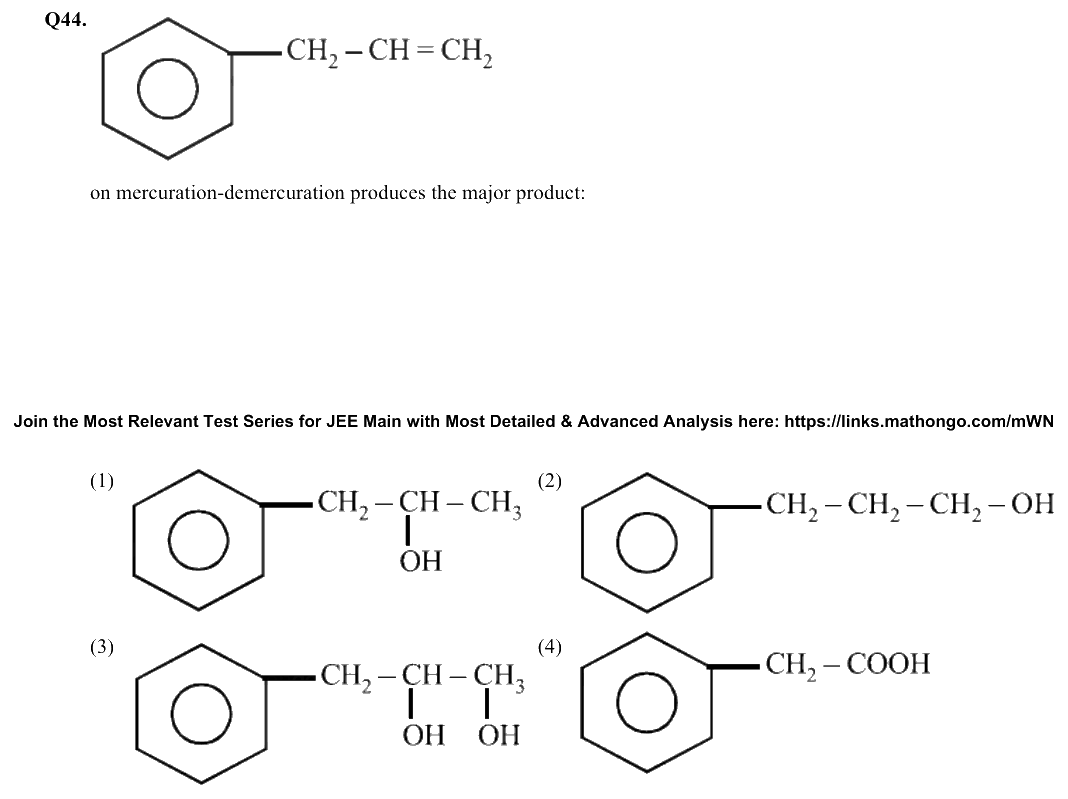 Q44.
CH₂ – CH = CH₂
on mercuration-demercuration produces the major product:
Join the Most Relevant Test Series for JEE Main with Most Detailed & Advanced Analysis here: https://links.mathongo.com/mWN
(1) CH₂ – CH – CH₃
OH
(2) CH₂ – CH₂ – CH₂ – OH
(3) CH₂ – CH – CH₃
OH OH
(4) CH₂ – COOH